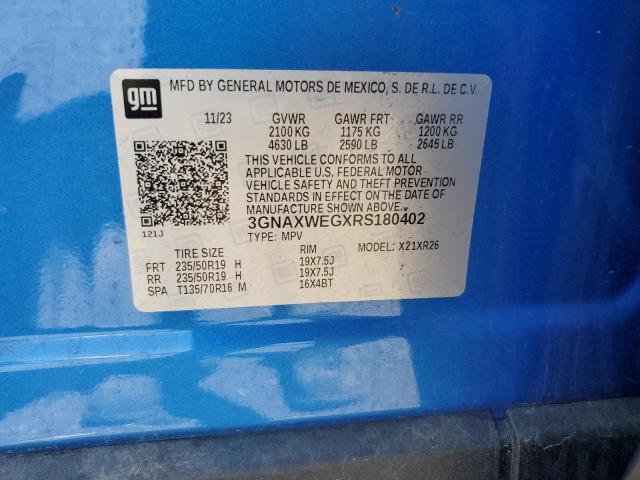 gm
MFD BY GENERAL MOTORS DE MEXICO, S. DE R.L. DE C.V.
11/23 GVWR GAWR FRT GAWR RR
2100 KG 1175 KG 1200 KG
4630 LB 2590 LB 2645 LB
THIS VEHICLE CONFORMS TO ALL
APPLICABLE U.S. FEDERAL MOTOR
VEHICLE SAFETY AND THEFT PREVENTION
STANDARDS IN EFFECT ON THE DATE OF
MANUFACTURE SHOWN ABOVE.
3GNAXWEGXRS180402
121J
TYPE: MPV MODEL: X21XR26
TIRE SIZE RIM
FRT 235/50R19 H 19X7.5J
RR 235/50R19 H 19X7.5J
SPA T135/70R16 M 16X4BT